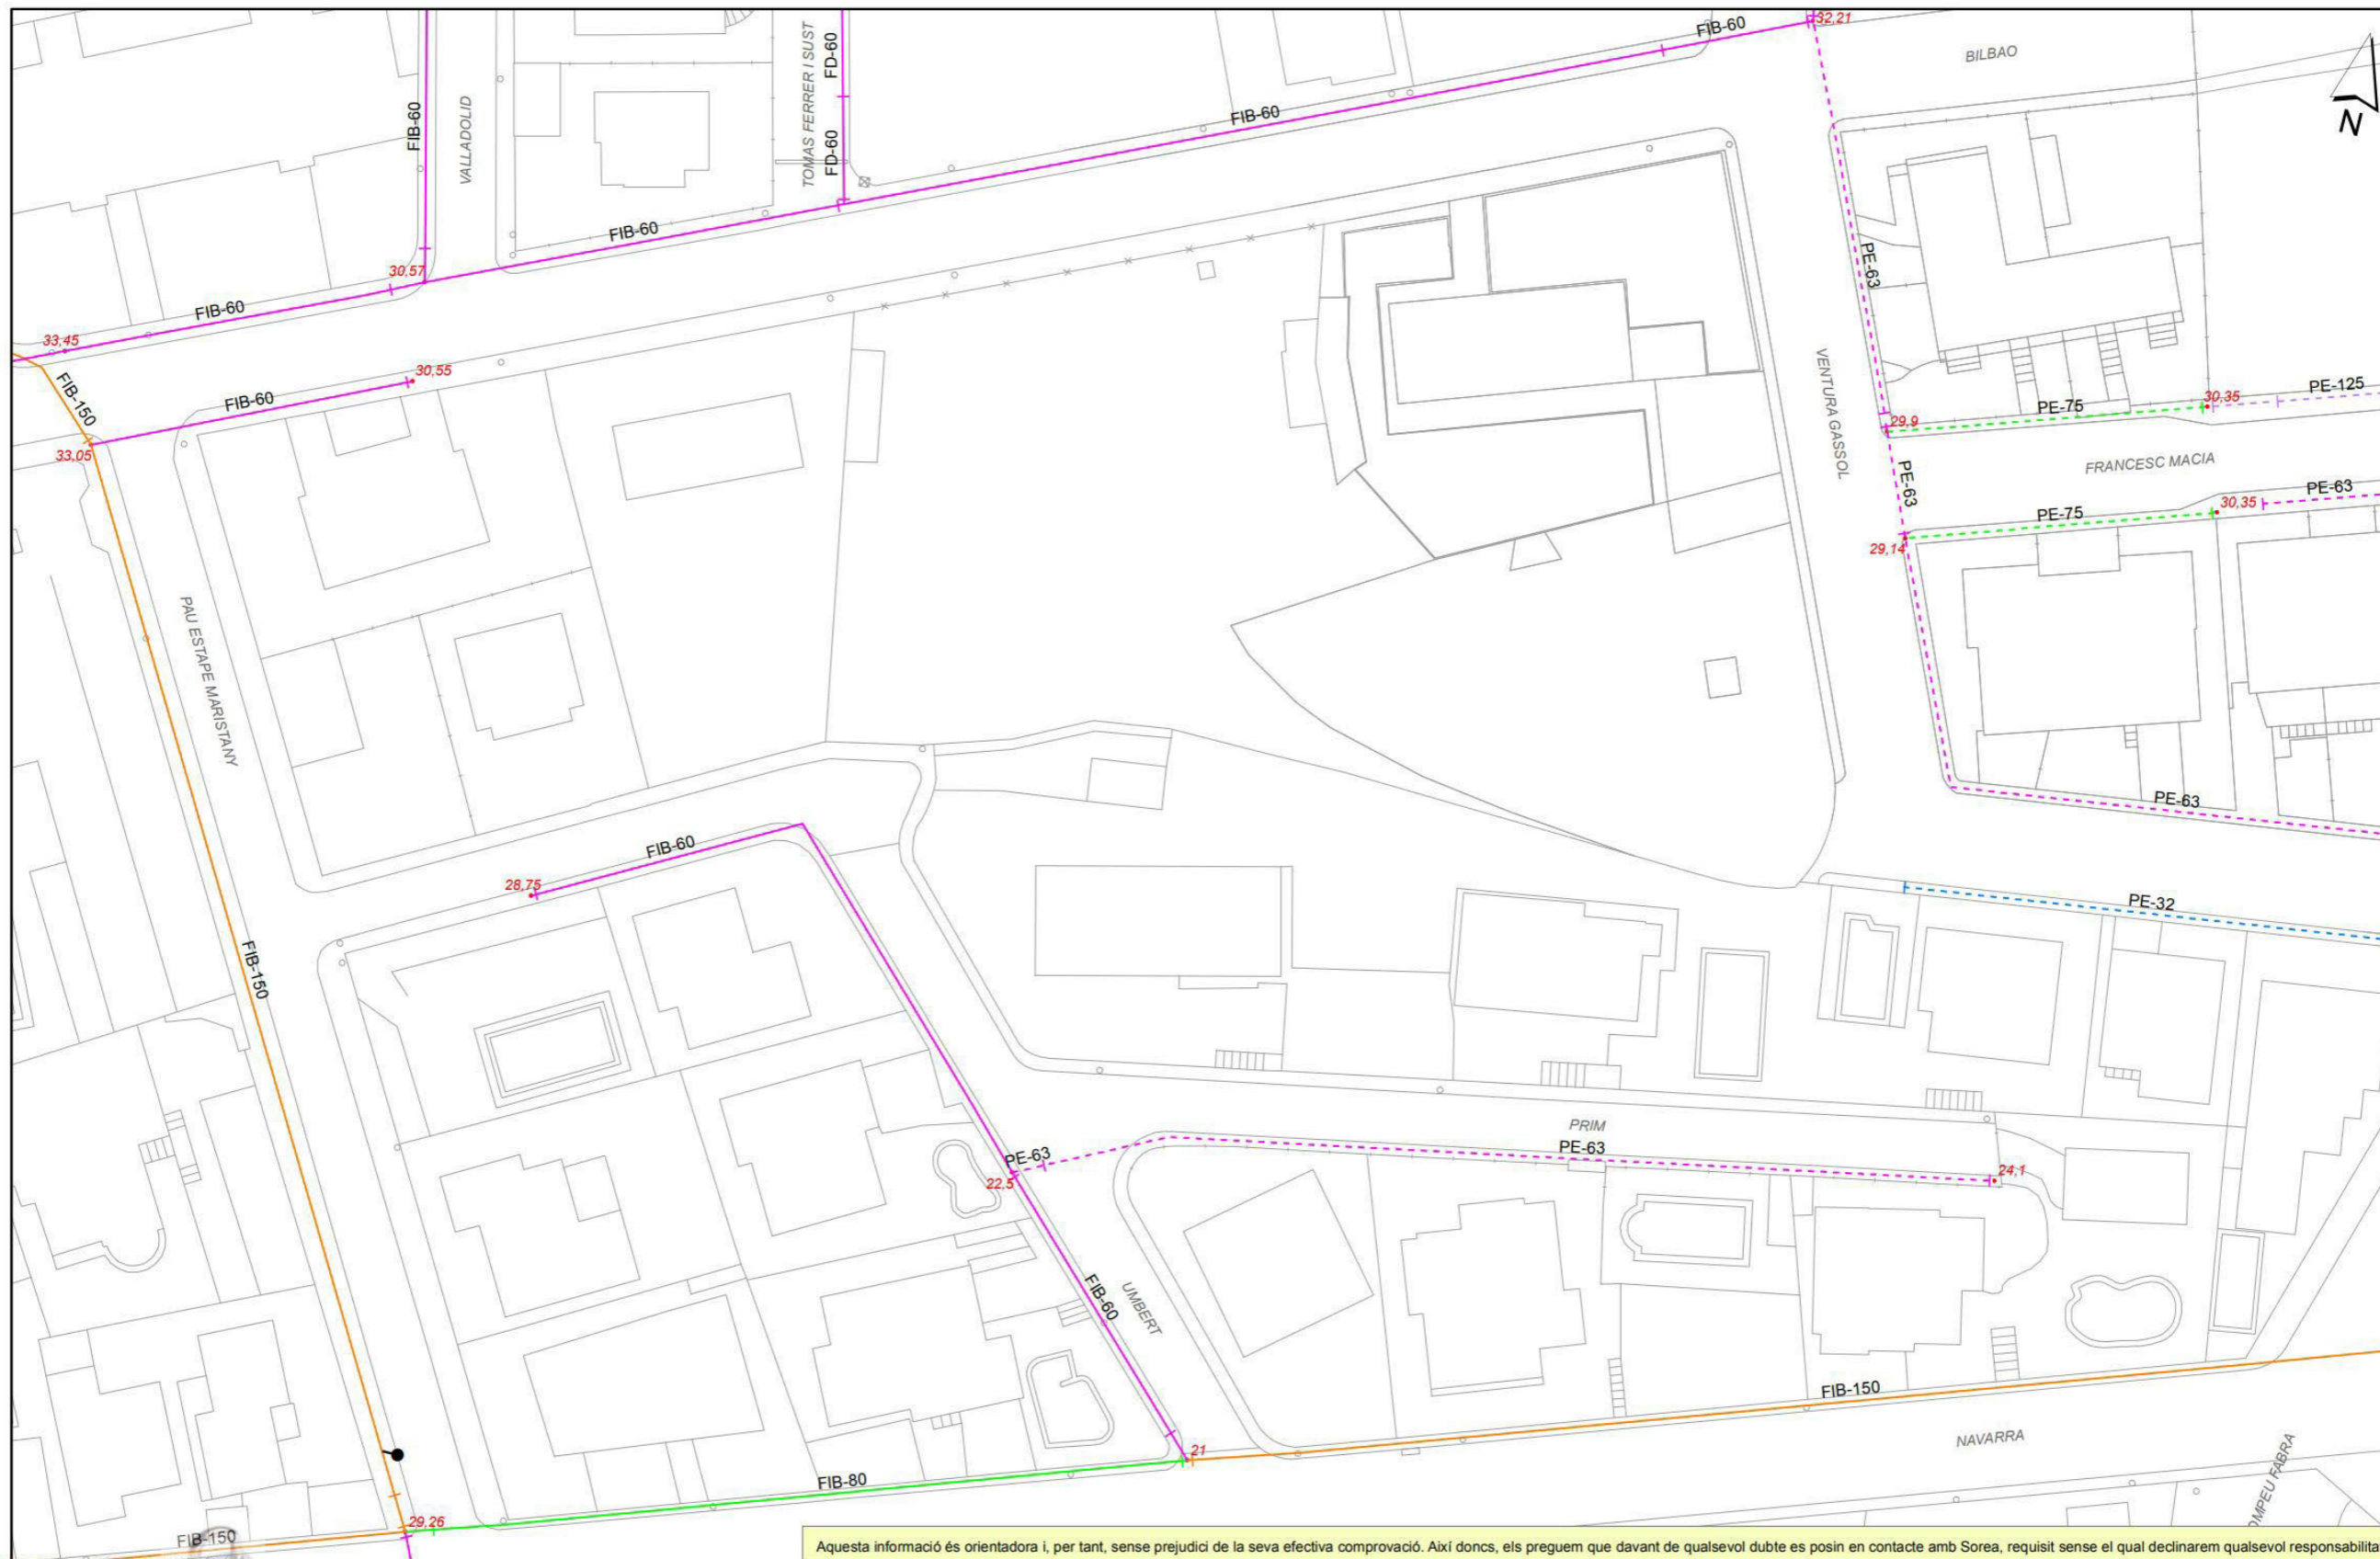 FIB-60
32,21
BILBAO
FIB-60
VALLADOLID
TOMAS FERRER I SUST
FD-60
FD-60
FIB-60
N
FIB-60
30,57
FIB-60
33,45
FIB-150
30,55
FIB-60
33,05
PE-63
VENTURA GASSOL
PE-125
30,35
PE-75
29,9
FRANCESC MACIA
PE-63
PE-63
30,35
PE-75
29,14
PAU ESTAPE MARISTANY
PE-63
FIB-60
28,75
PE-32
FIB-150
PRIM
PE-63
PE-63
22,5
24,1
FIB-60
UMBERT
FIB-150
NAVARRA
21
FIB-80
OMPEU FABRA
29,26
FIB-150
Aquesta informació és orientadora i, per tant, sense prejudici de la seva efectiva comprovació. Així doncs, els preguem que davant de qualsevol dubte es posin en contacte amb Sorea, requisit sense el qual declinarem qualsevol responsabilita